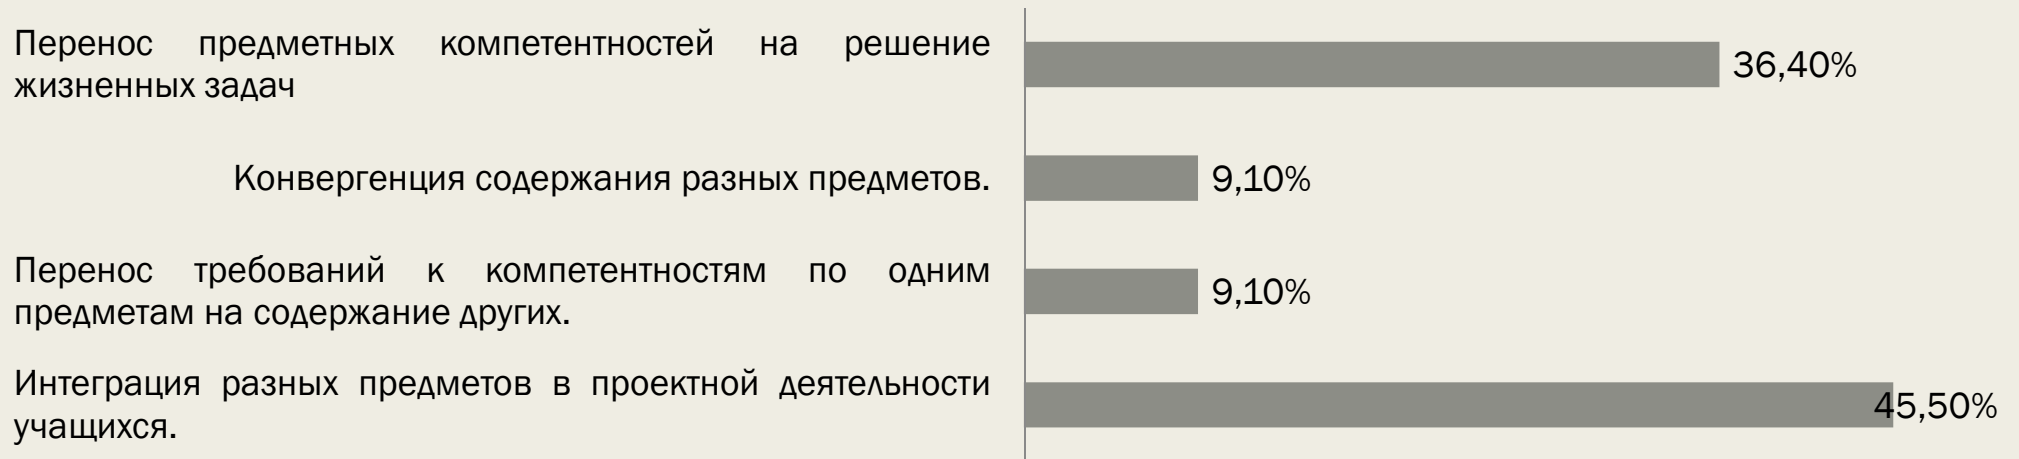 Перенос предметных компетентностей на решение
жизненных задач
36,40%
Конвергенция содержания разных предметов.
9,10%
Перенос требований к компетентностям по одним
предметам на содержание других.
9,10%
Интеграция разных предметов в проектной деятельности
учащихся.
45,50%